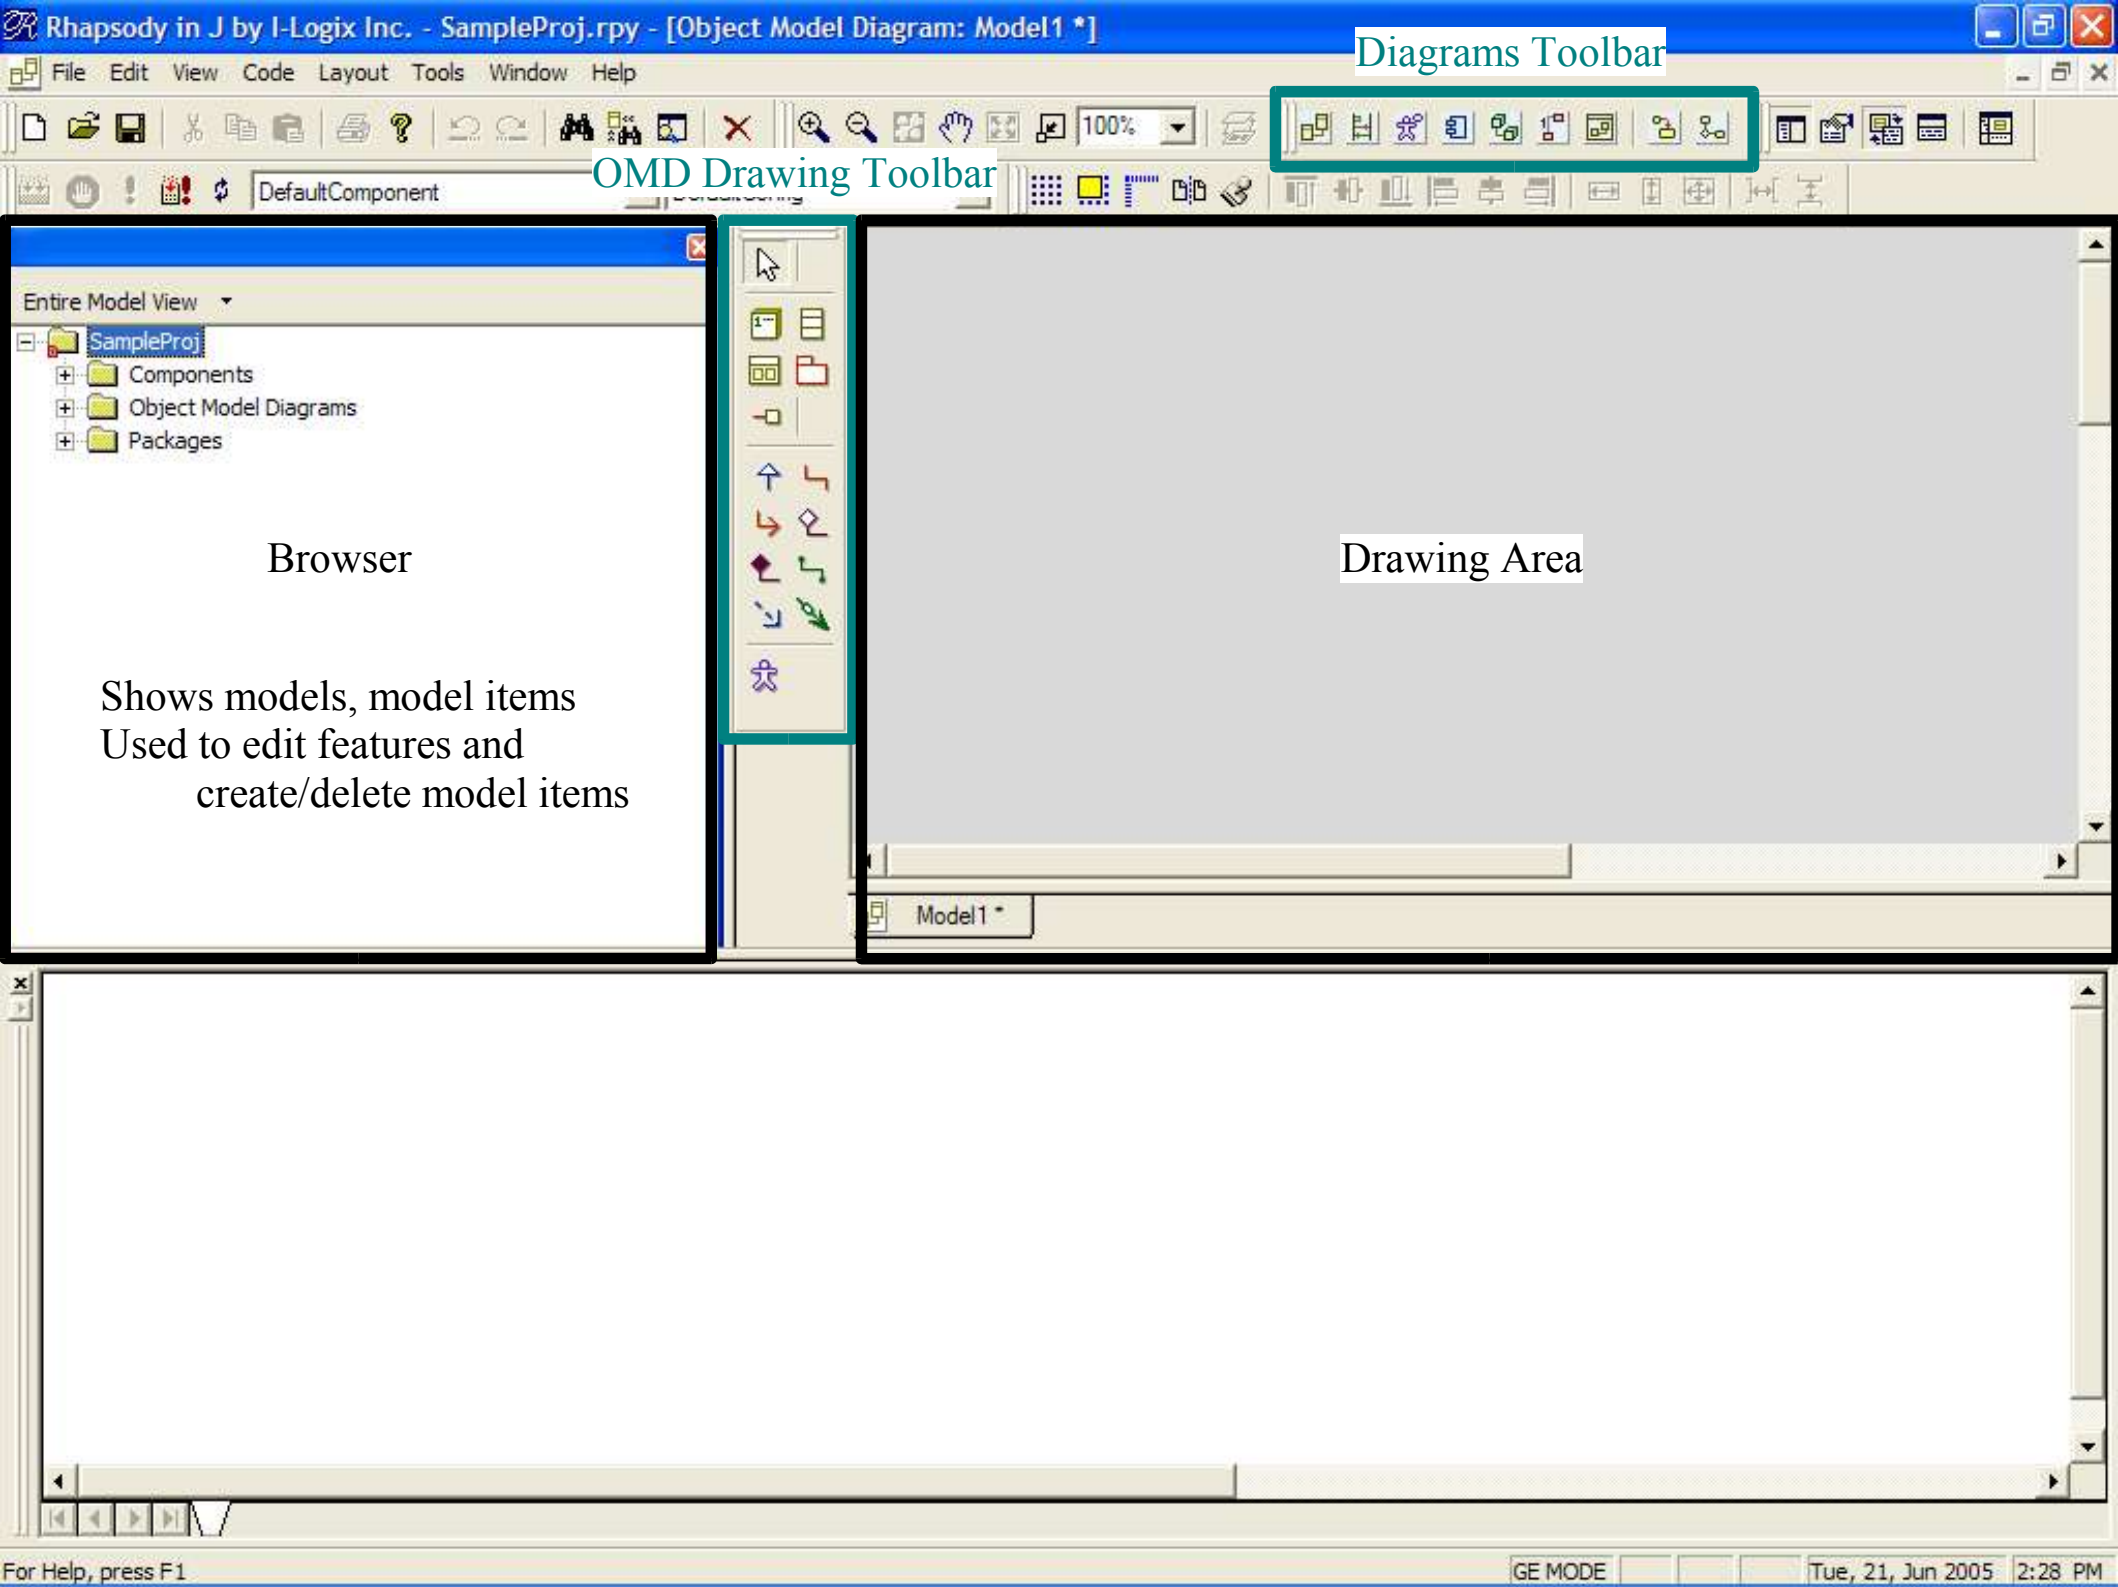 Rhapsody in J by I-Logix Inc. - SampleProj.rpy - [Object Model Diagram: Model1 *]
Diagrams Toolbar
File Edit View Code Layout Tools Window Help
100%
OMD Drawing Toolbar
DefaultComponent
Entire Model View
SampleProj
Components
Object Model Diagrams
Packages
Browser
Drawing Area
Shows models, model items
Used to edit features and
create/delete model items
Model1 *
For Help, press F1
GE MODE
Tue, 21, Jun 2005
2:28 PM